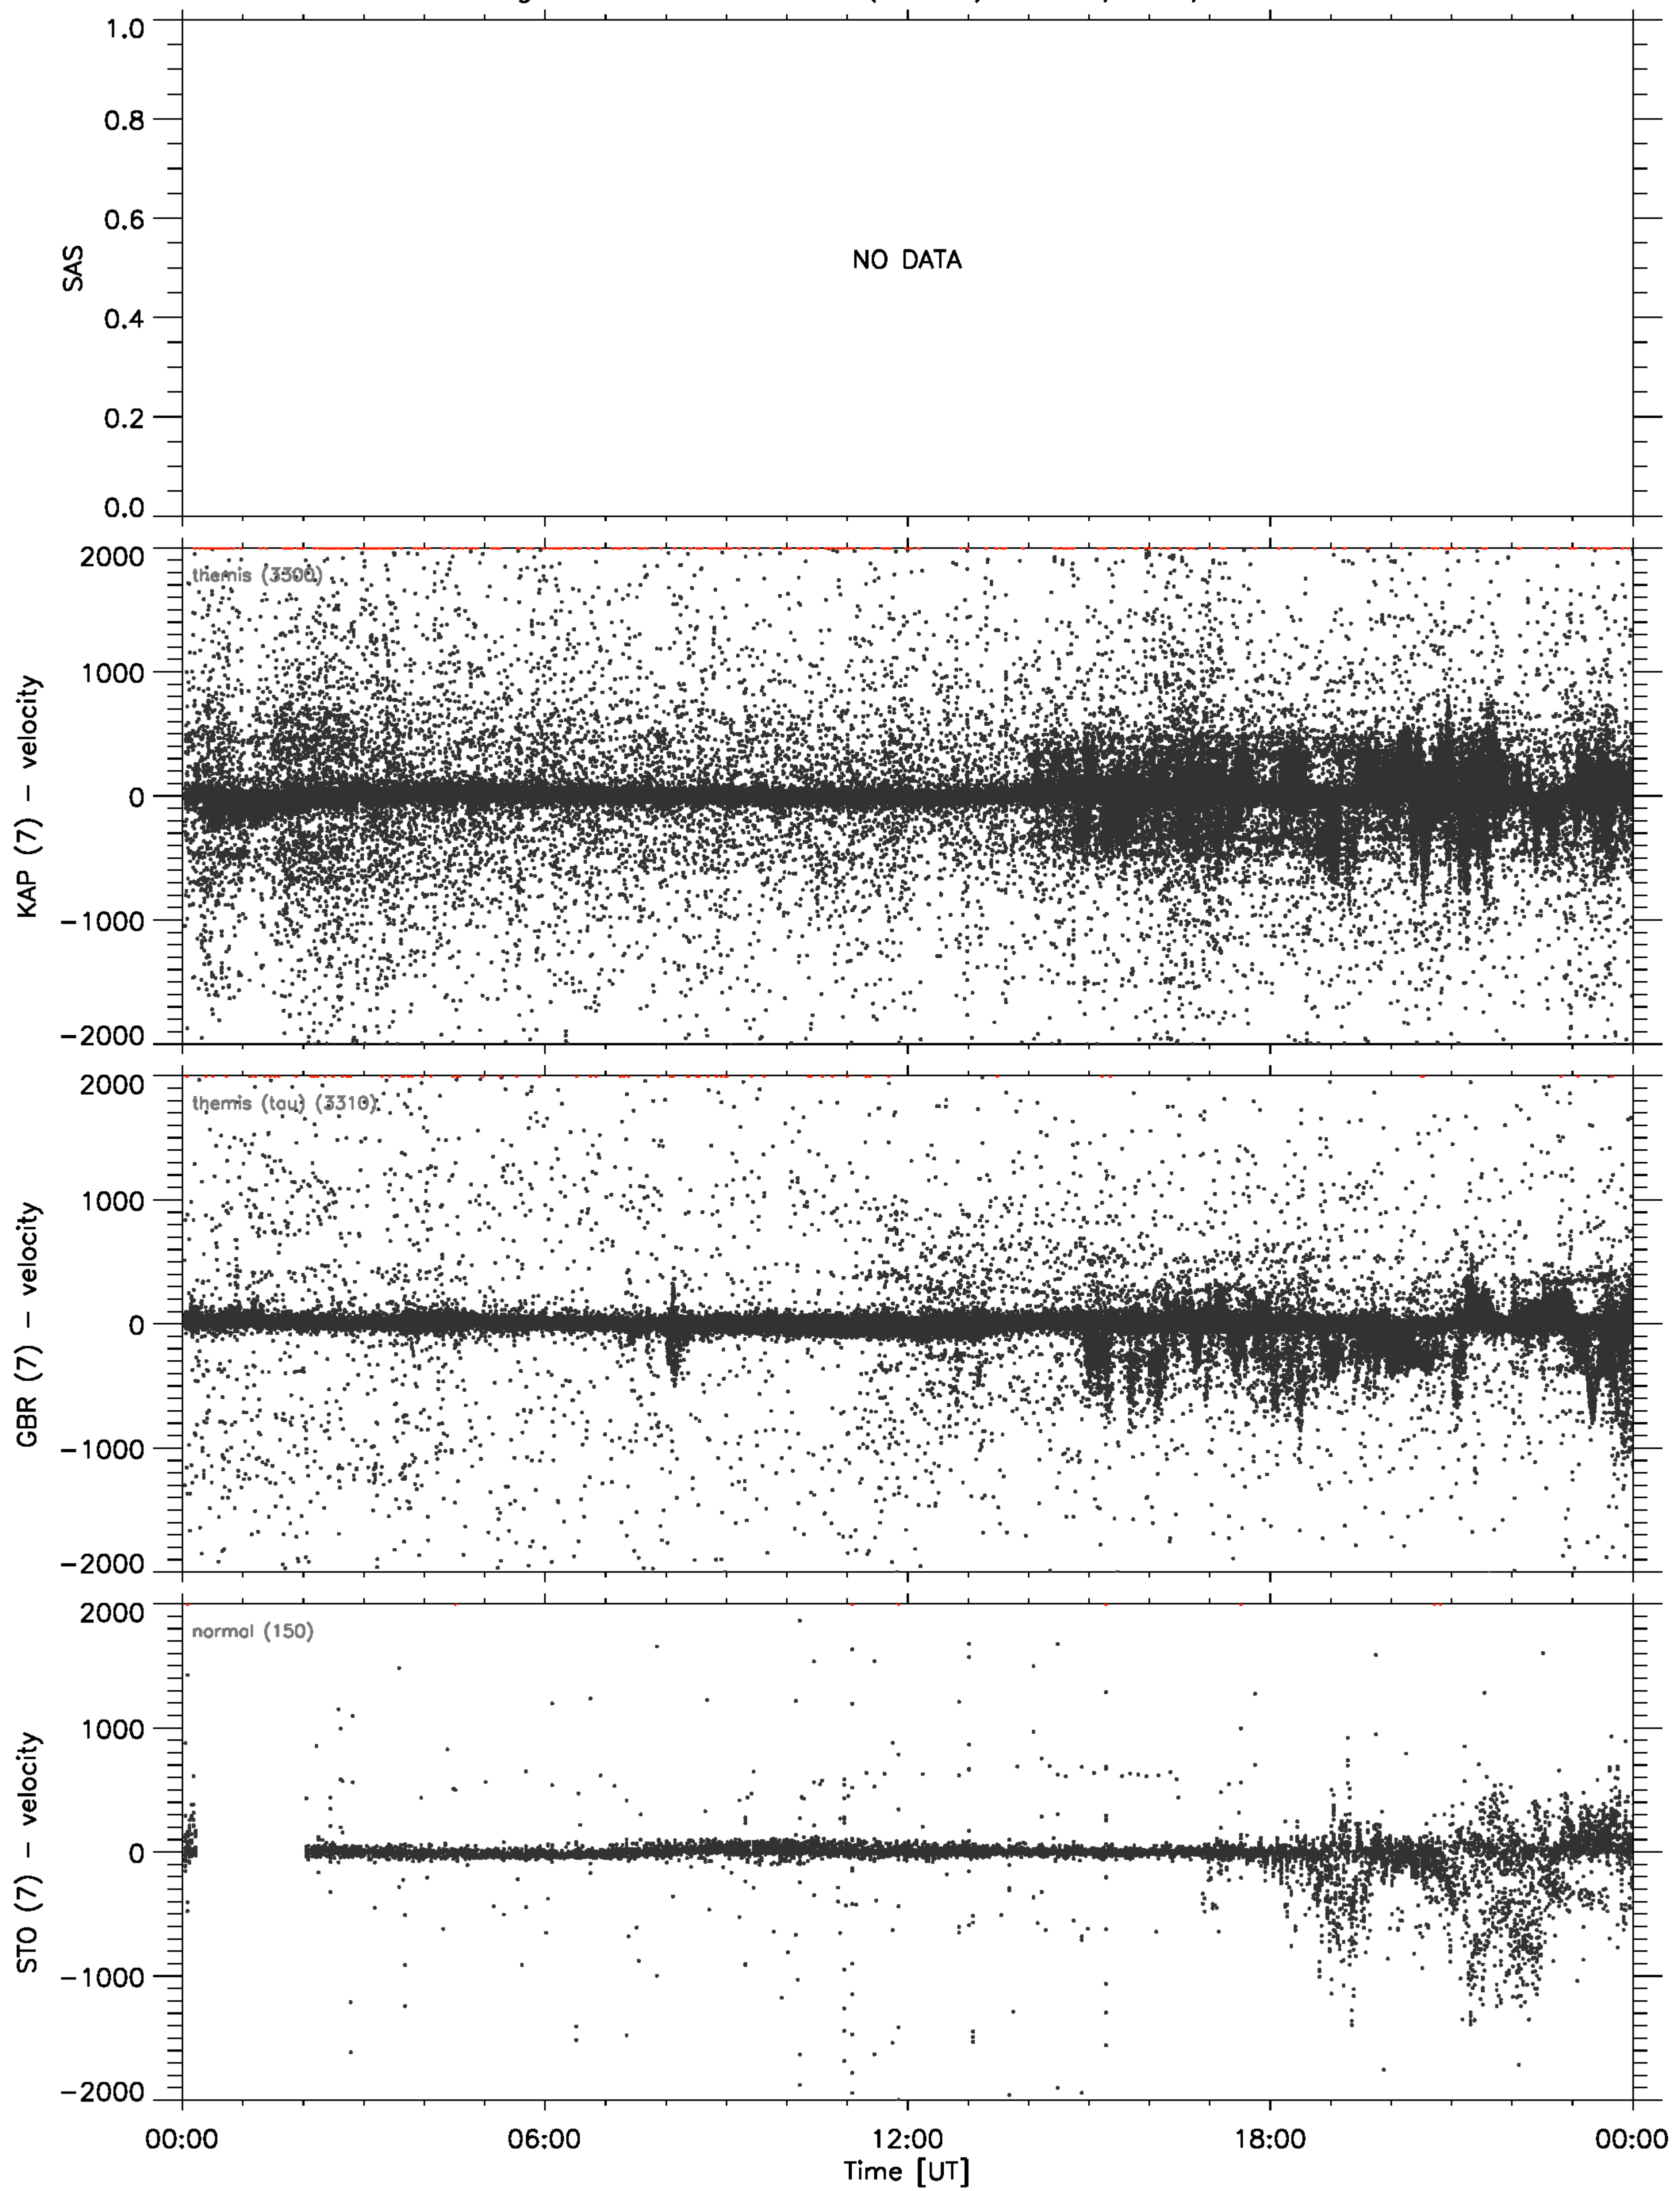 1.0
0.8
0.6
0.4
0.2
0.0
SAS
NO DATA
2000
1000
0
−1000
−2000
KAP (7) − velocity
themis (3300)
2000
1000
0
−1000
−2000
GBR (7) − velocity
themis (tau) (3310)
2000
1000
0
−1000
−2000
STO (7) − velocity
normal (150)
00:00 06:00 12:00 18:00 00:00
Time [UT]